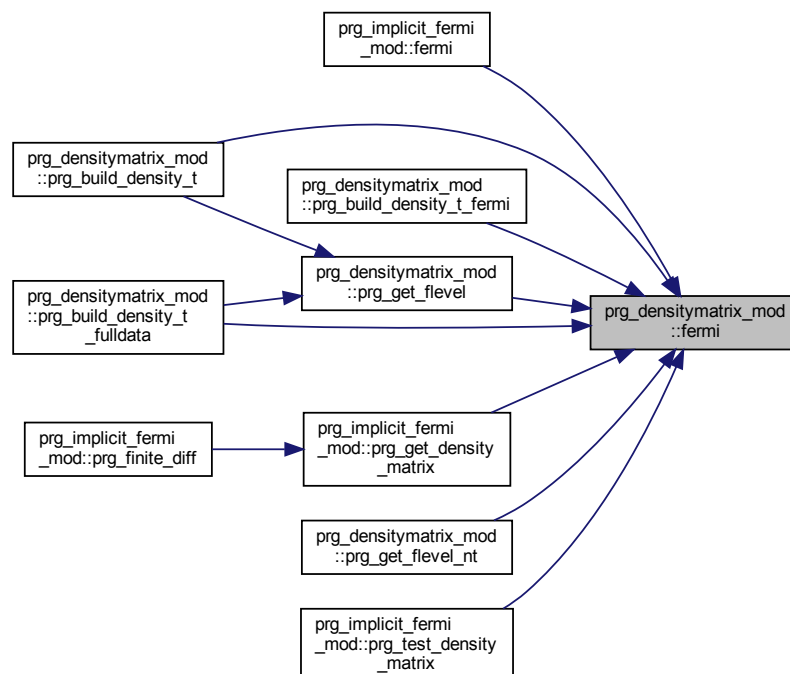 prg_implicit_fermi
_mod::fermi
prg_densitymatrix_mod
::prg_build_density_t
prg_densitymatrix_mod
::prg_build_density_t_fermi
prg_densitymatrix_mod
::prg_get_flevel
prg_densitymatrix_mod
::prg_build_density_t
_fulldata
prg_densitymatrix_mod
::fermi
prg_implicit_fermi
_mod::prg_finite_diff
prg_implicit_fermi
_mod::prg_get_density
_matrix
prg_densitymatrix_mod
::prg_get_flevel_nt
prg_implicit_fermi
_mod::prg_test_density
_matrix